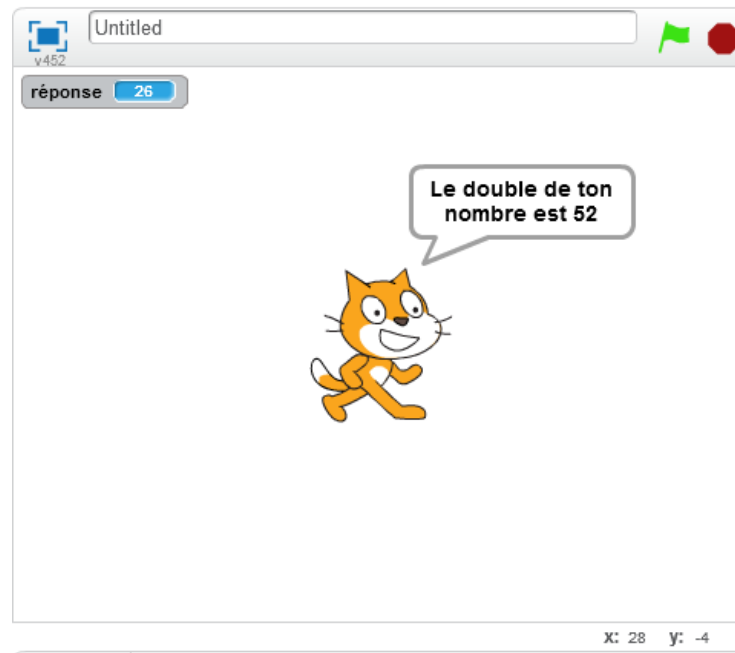 Untitled
v452
réponse 26
Le double de ton
nombre est 52
x: 28 y: -4